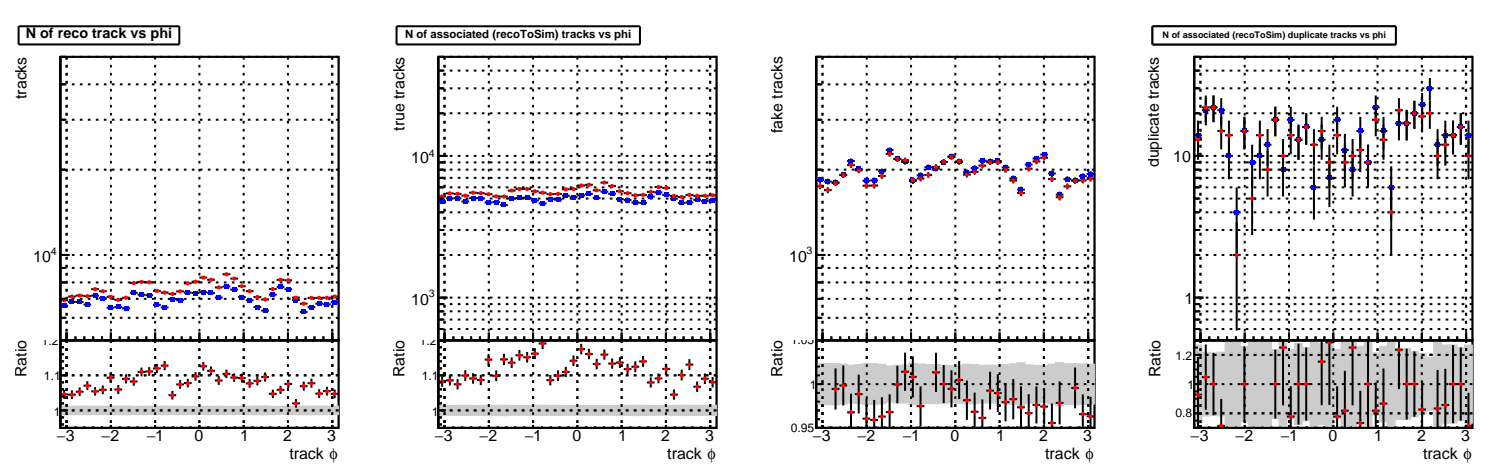 N of reco track vs phi
tracks
10⁴
1.2
1.1
1
Ratio
−3 −2 −1 0 1 2 3
track ϕ
N of associated (recoToSim) tracks vs phi
true tracks
10⁴
10³
1.2
1.1
1
Ratio
−3 −2 −1 0 1 2 3
track ϕ
fake tracks
10³
1.05
1
0.95
Ratio
−3 −2 −1 0 1 2 3
track ϕ
N of associated (recoToSim) duplicate tracks vs phi
duplicate tracks
10
1
1.2
1
0.8
Ratio
−3 −2 −1 0 1 2 3
track ϕ